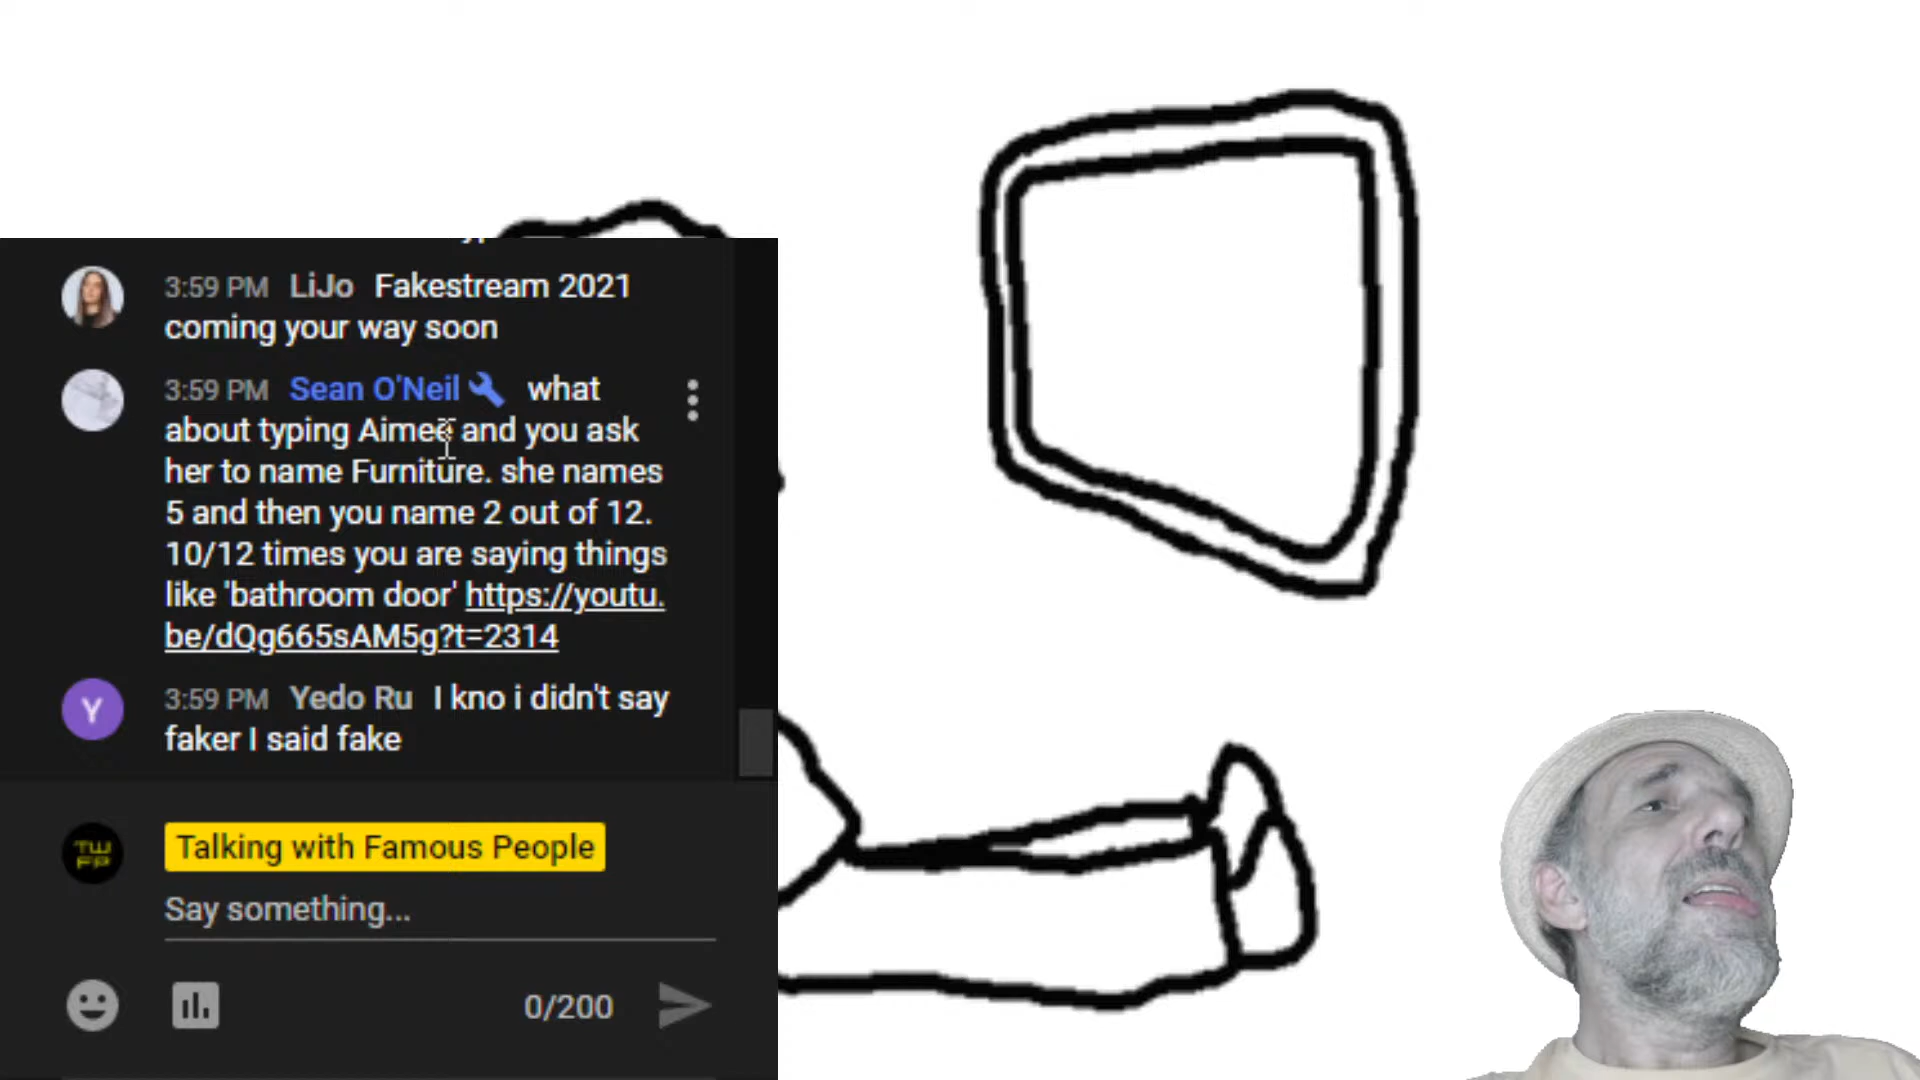 3:59 PM LiJo Fakestream 2021
coming your way soon
3:59 PM Sean O'Neil what
about typing Aimee and you ask
her to name Furniture. she names
5 and then you name 2 out of 12.
10/12 times you are saying things
like 'bathroom door' https://youtu.
be/dQg665sAM5g?t=2314
Y
3:59 PM Yedo Ru I kno i didn't say
faker I said fake
TW
FP
Talking with Famous People
Say something...
0/200